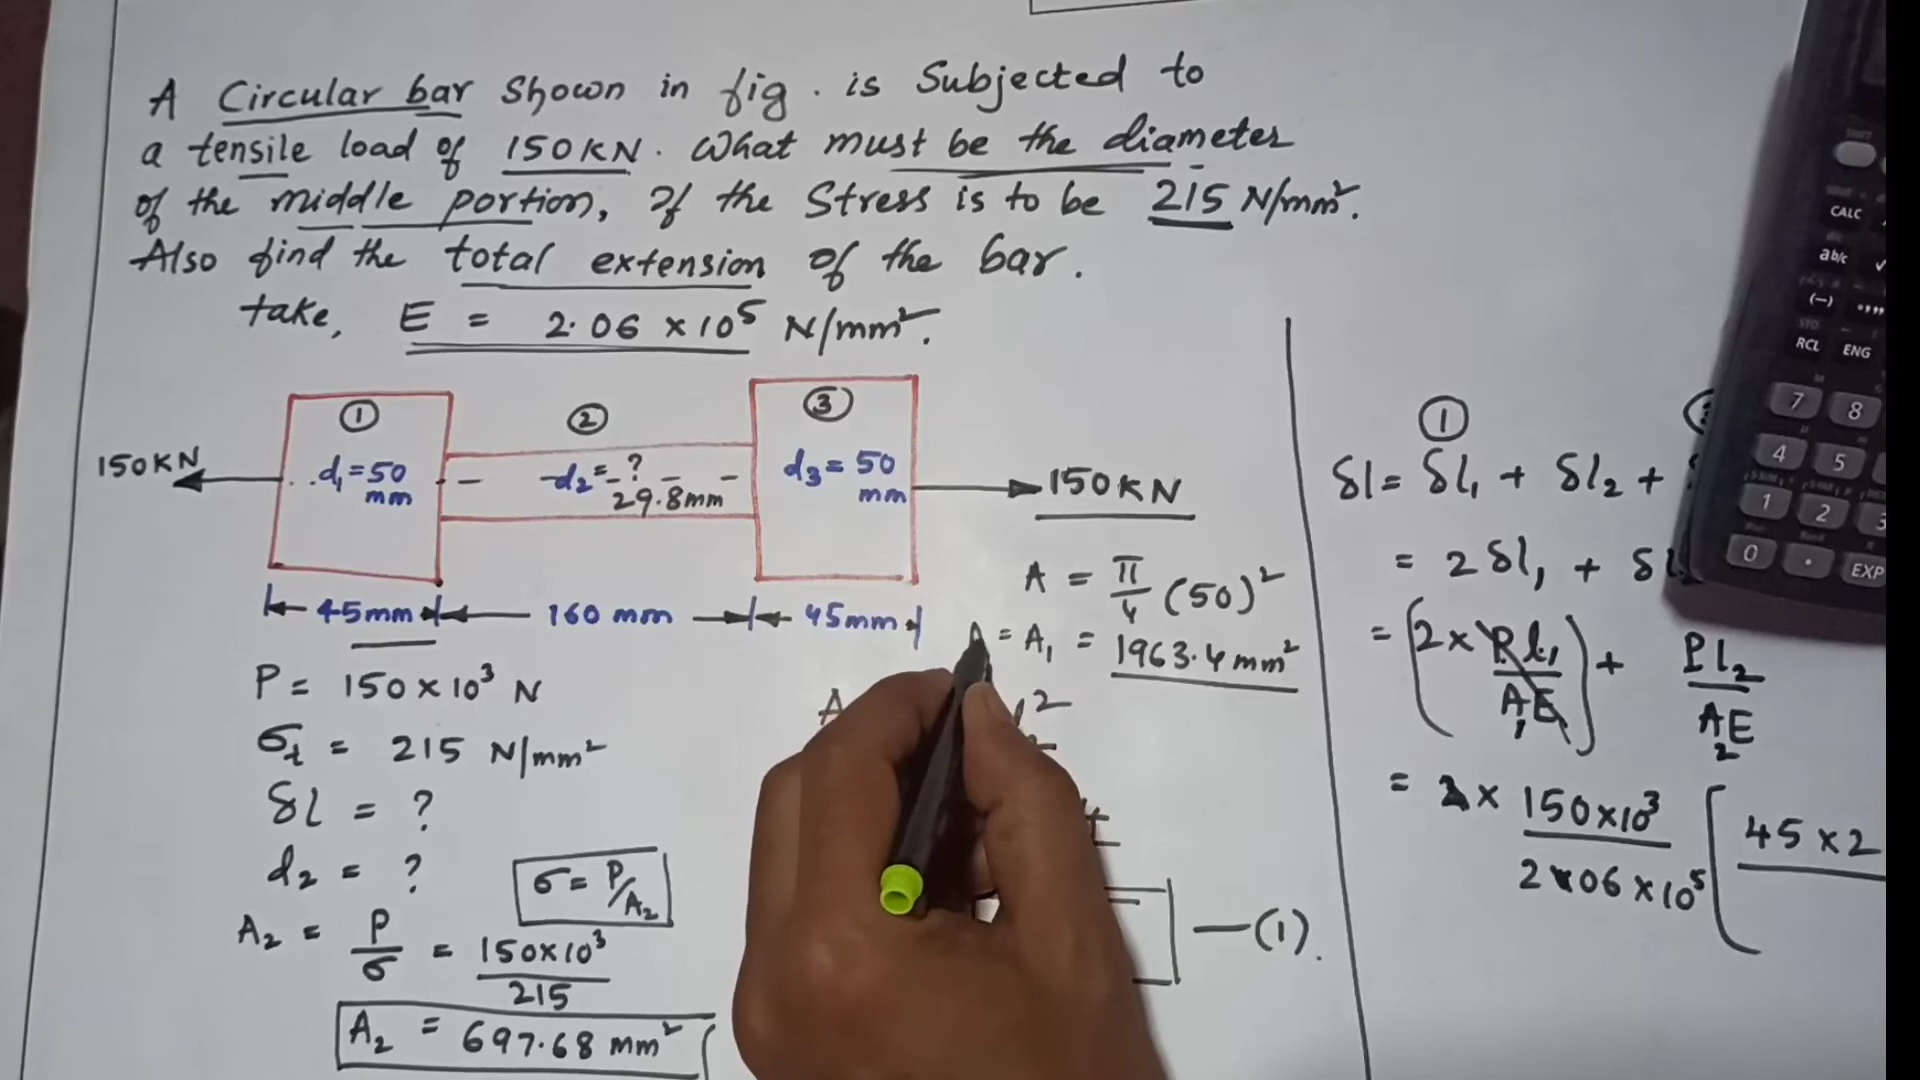 A Circular bar Shown in fig. is Subjected to
a tensile load of 150KN. What must be the diameter
of the middle portion, If the Stress is to be 215 N/mm².
Also find the total extension of the bar.
take, E = 2.06 × 10⁵ N/mm².
① ② ③
150KN d₁=50 mm d₂=? 29.8mm d₃=50 mm 150KN
45mm 160 mm 45mm
P = 150×10³ N
σt = 215 N/mm²
δl = ?
d₂ = ?
σ = P/A₂
A₂ = P/σ = 150×10³/215
A₂ = 697.68 mm²
A = π/4 (50)²
= A₁ = 1963.4 mm²
—(1).
①
δl = δl₁ + δl₂ +
= 2δl₁ + δl
= (2× Pl₁/A₁E) + Pl₂/A₂E
= × 150×10³/2×06×10⁵ [45×2
CALC
ab/c
(−)
RCL ENG
7 8
4 5
1 2 3
0 · EXP